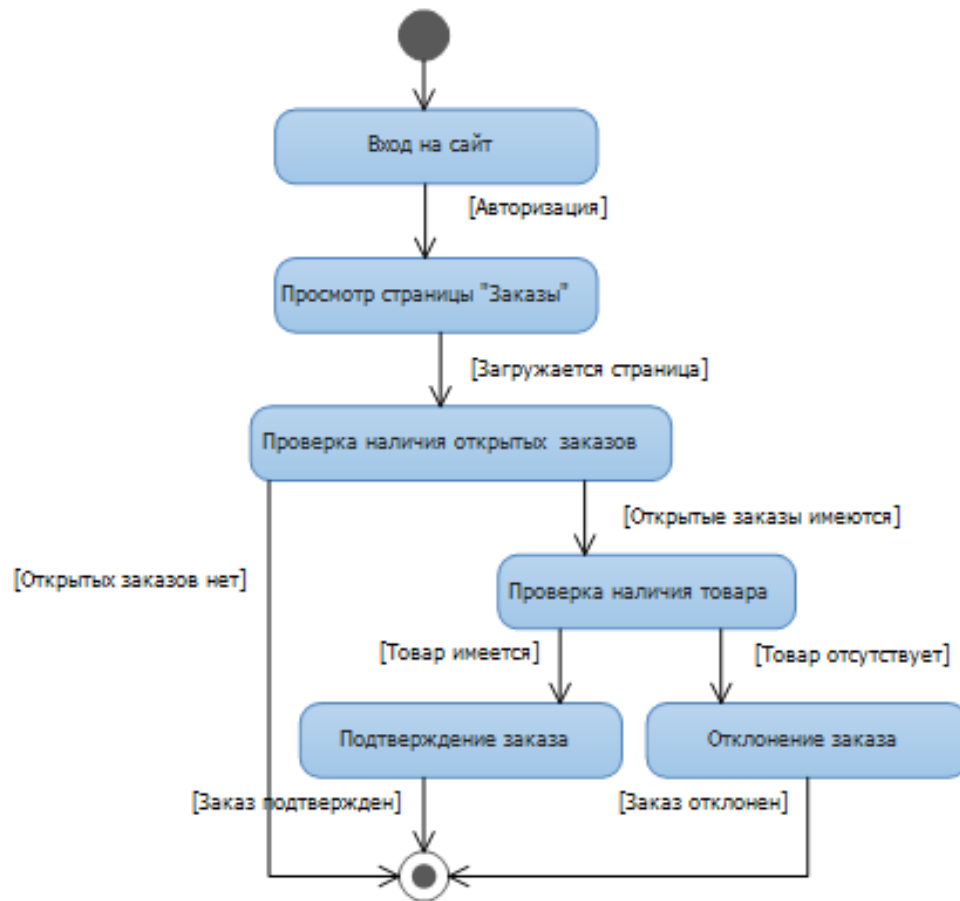 Вход на сайт
[Авторизация]
Просмотр страницы "Заказы"
[Загружается страница]
Проверка наличия открытых заказов
[Открытые заказы имеются]
[Открытых заказов нет]
Проверка наличия товара
[Товар имеется]
[Товар отсутствует]
Подтверждение заказа
Отклонение заказа
[Заказ подтвержден]
[Заказ отклонен]